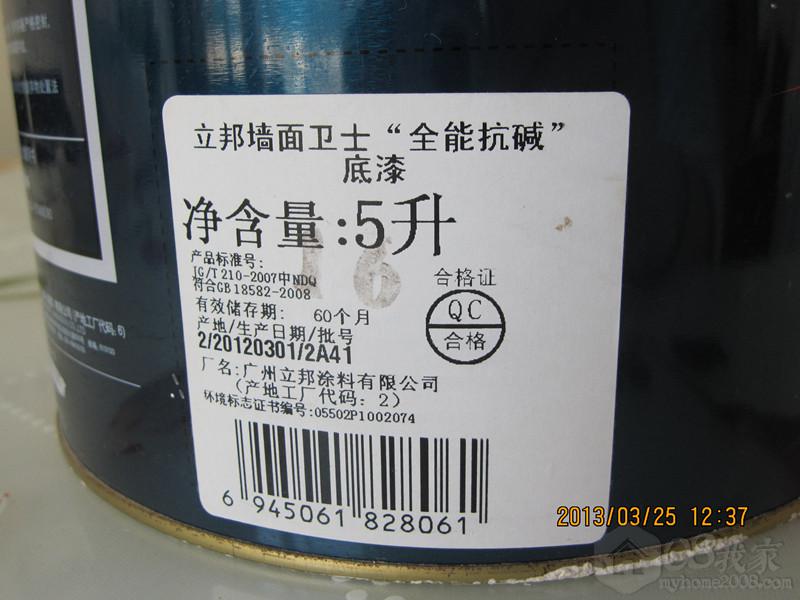 立邦墙面卫士“全能抗碱”
底漆
净含量:5升
产品标准号:
JG/T 210-2007中NDQ
符合GB 18582-2008
16
有效储存期: 60个月
产地/生产日期/批号
2/20120301/2A41
厂名:广州立邦涂料有限公司
(产地工厂代码: 2)
环境标志证书编号:05502P1002074
合格证
QC
合格
6 945061 828061
2013/03/25 12:37
我家
myhome2008.com